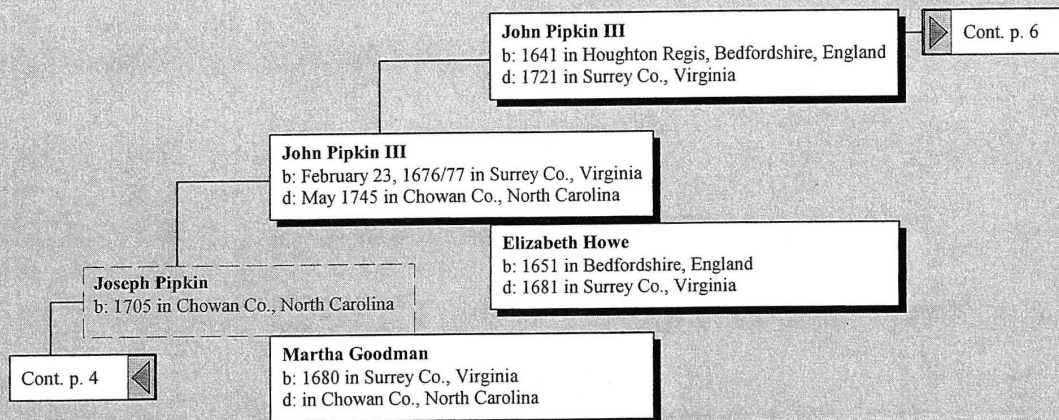 John Pipkin III
b: 1641 in Houghton Regis, Bedfordshire, England
d: 1721 in Surrey Co., Virginia
Cont. p. 6
John Pipkin III
b: February 23, 1676/77 in Surrey Co., Virginia
d: May 1745 in Chowan Co., North Carolina
Elizabeth Howe
b: 1651 in Bedfordshire, England
d: 1681 in Surrey Co., Virginia
Joseph Pipkin
b: 1705 in Chowan Co., North Carolina
Cont. p. 4
Martha Goodman
b: 1680 in Surrey Co., Virginia
d: in Chowan Co., North Carolina